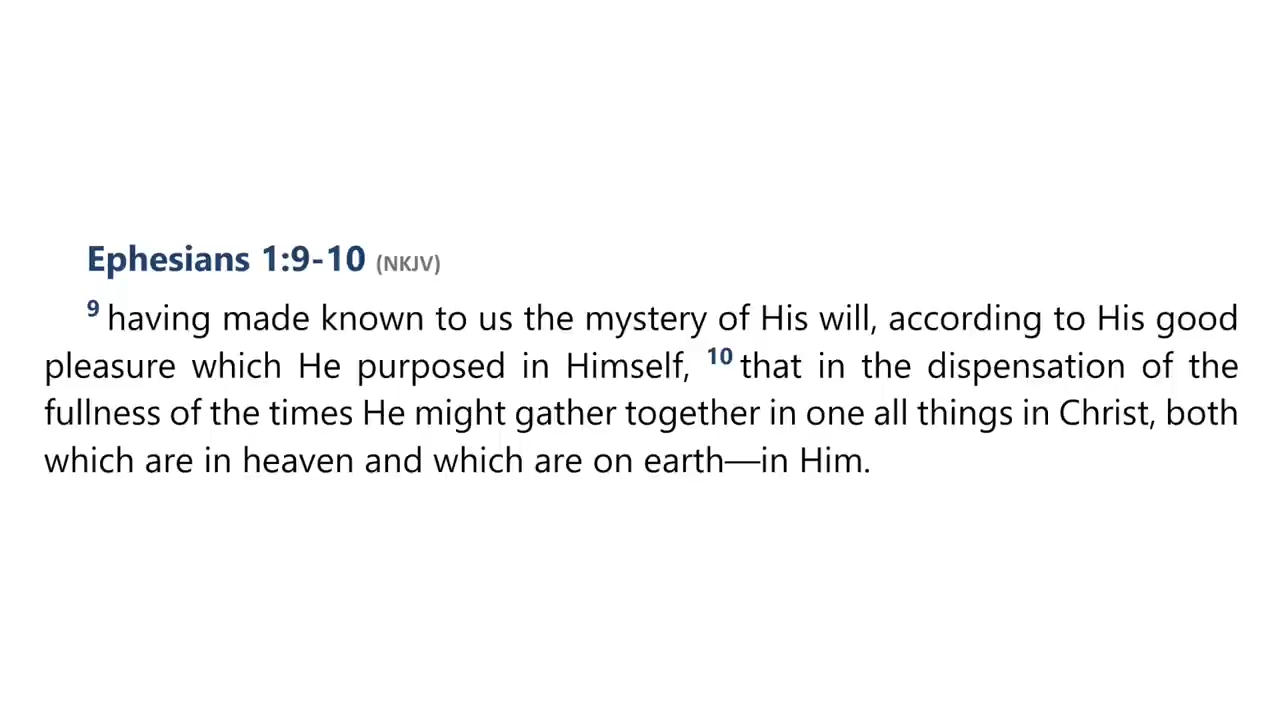 Ephesians 1:9-10 (NKJV)
9 having made known to us the mystery of His will, according to His good
pleasure which He purposed in Himself, 10 that in the dispensation of the
fullness of the times He might gather together in one all things in Christ, both
which are in heaven and which are on earth—in Him.